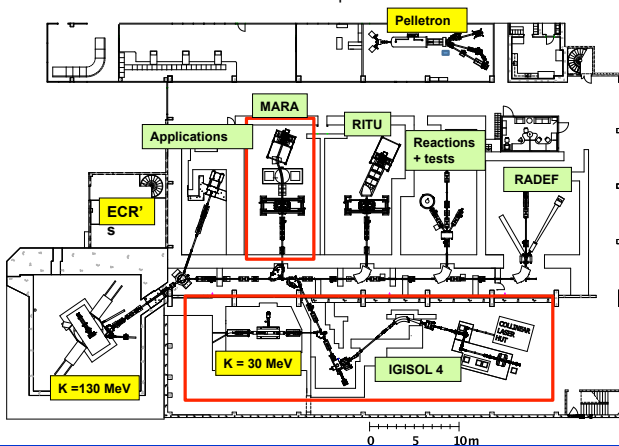 Pelletron
MARA
Applications
RITU
Reactions
+ tests
RADEF
ECR'
s
COLLINEAR
LASER
HUT
K = 30 MeV
IGISOL 4
K =130 MeV
0 5 10m